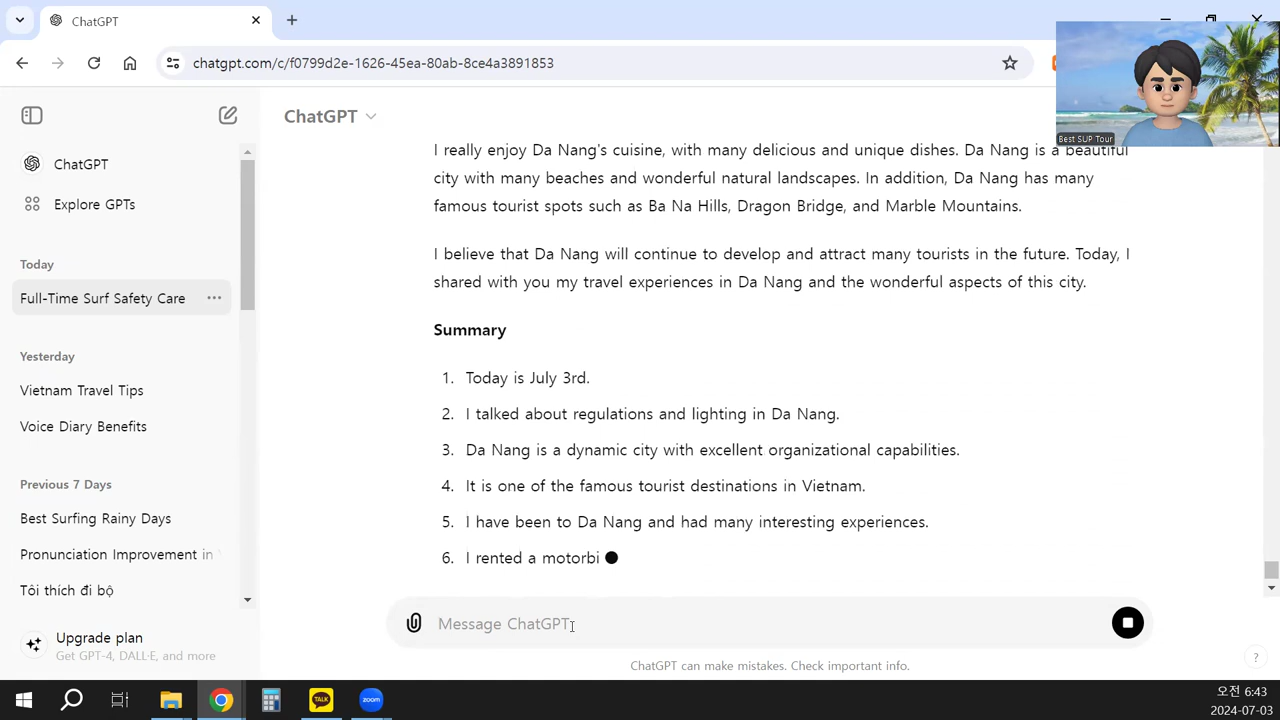 ChatGPT
chatgpt.com/c/f0799d2e-1626-45ea-80ab-8ce4a3891853
Best SUP Tour
ChatGPT
ChatGPT
Explore GPTs
Today
Full-Time Surf Safety Care
Yesterday
Vietnam Travel Tips
Voice Diary Benefits
Previous 7 Days
Best Surfing Rainy Days
Pronunciation Improvement in
Tôi thích đi bộ
Upgrade plan
Get GPT-4, DALL·E, and more
I really enjoy Da Nang's cuisine, with many delicious and unique dishes. Da Nang is a beautiful
city with many beaches and wonderful natural landscapes. In addition, Da Nang has many
famous tourist spots such as Ba Na Hills, Dragon Bridge, and Marble Mountains.
I believe that Da Nang will continue to develop and attract many tourists in the future. Today, I
shared with you my travel experiences in Da Nang and the wonderful aspects of this city.
Summary
1. Today is July 3rd.
2. I talked about regulations and lighting in Da Nang.
3. Da Nang is a dynamic city with excellent organizational capabilities.
4. It is one of the famous tourist destinations in Vietnam.
5. I have been to Da Nang and had many interesting experiences.
6. I rented a motorbi
Message ChatGPT
ChatGPT can make mistakes. Check important info.
?
TALK
zoom
오전 6:43
2024-07-03